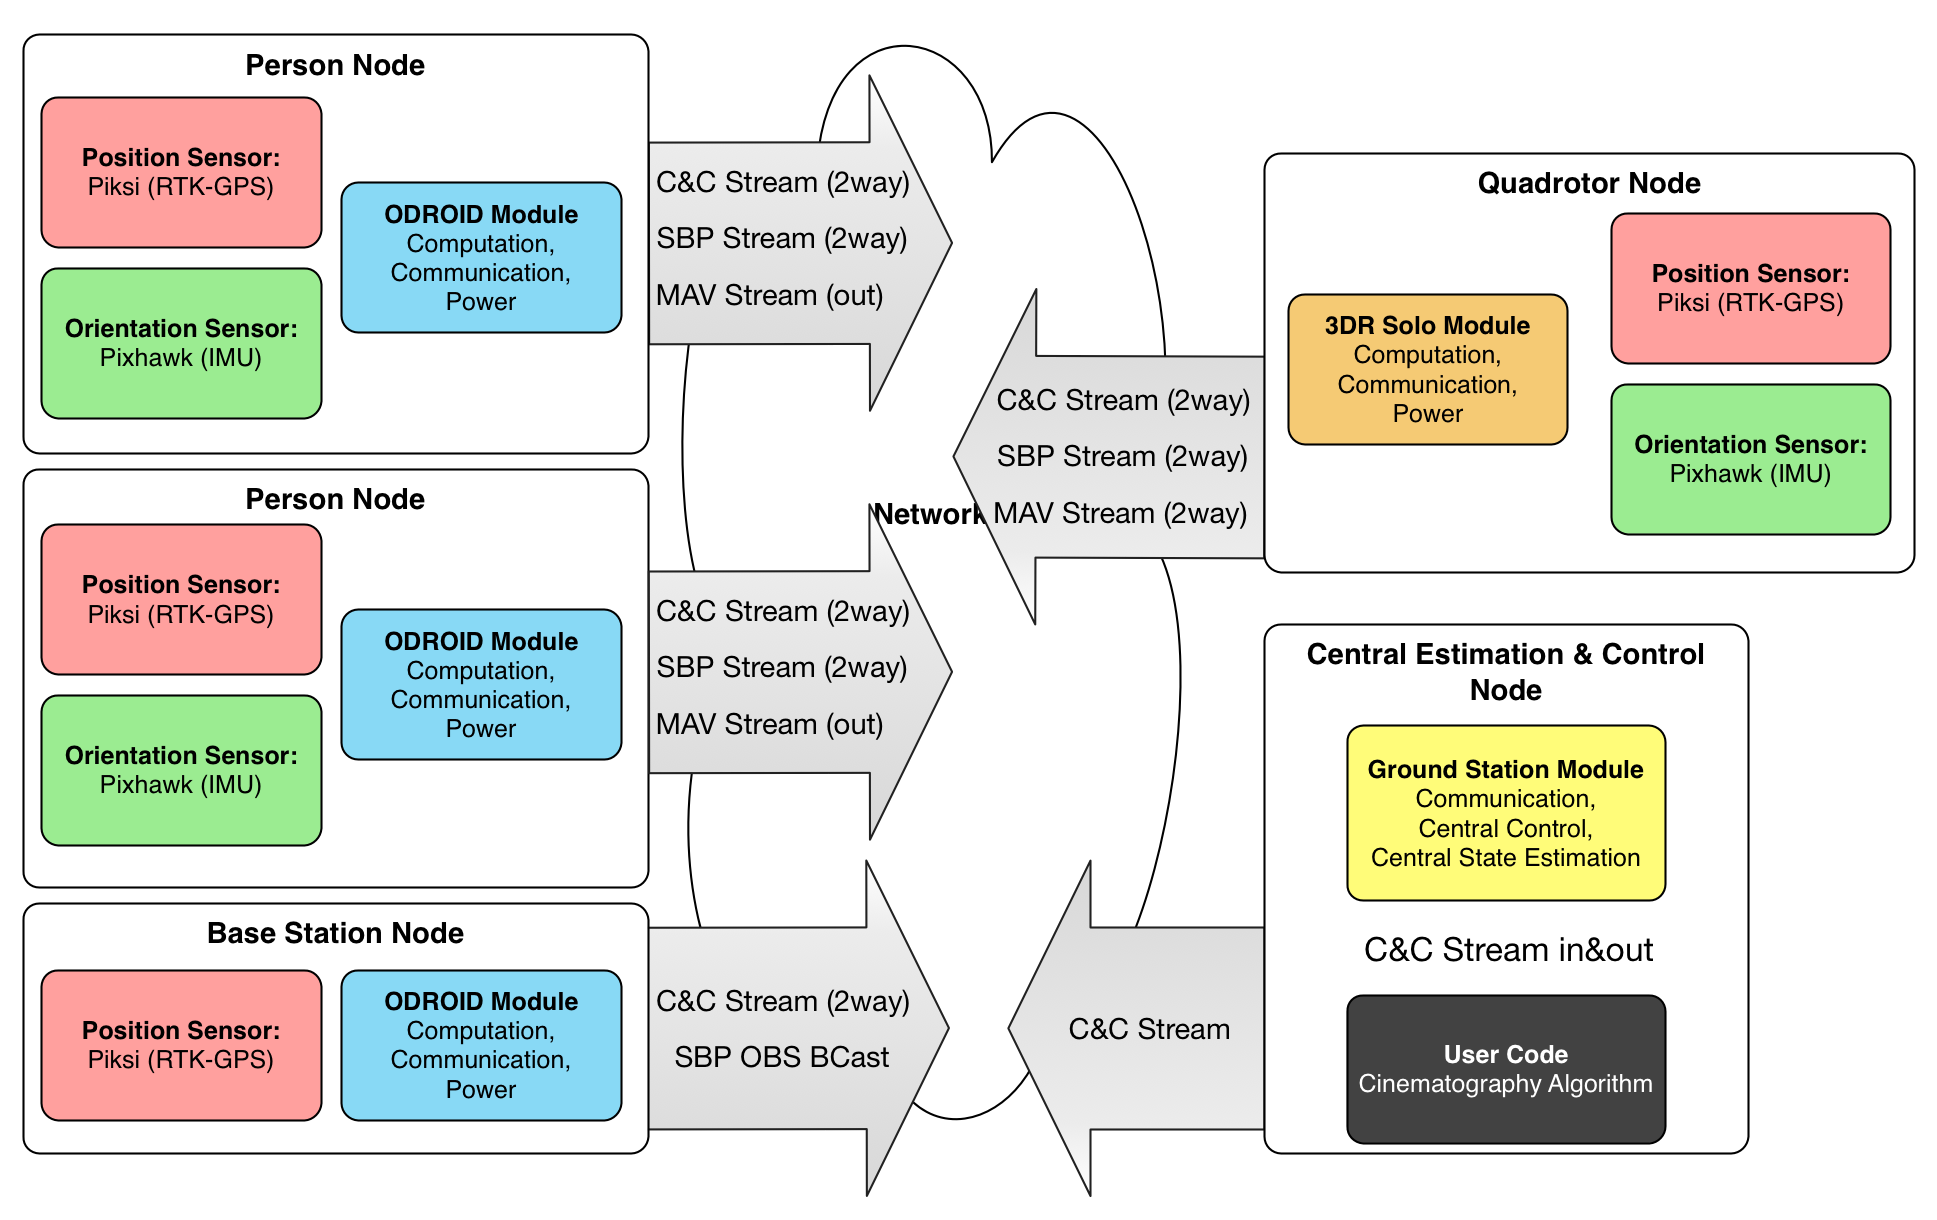 Person Node
Position Sensor:
Piksi (RTK-GPS)
Orientation Sensor:
Pixhawk (IMU)
ODROID Module
Computation,
Communication,
Power
C&C Stream (2way)
SBP Stream (2way)
MAV Stream (out)
Person Node
Position Sensor:
Piksi (RTK-GPS)
Orientation Sensor:
Pixhawk (IMU)
ODROID Module
Computation,
Communication,
Power
C&C Stream (2way)
SBP Stream (2way)
MAV Stream (out)
Base Station Node
Position Sensor:
Piksi (RTK-GPS)
ODROID Module
Computation,
Communication,
Power
C&C Stream (2way)
SBP OBS BCast
Network
Quadrotor Node
C&C Stream (2way)
SBP Stream (2way)
MAV Stream (2way)
3DR Solo Module
Computation,
Communication,
Power
Position Sensor:
Piksi (RTK-GPS)
Orientation Sensor:
Pixhawk (IMU)
Central Estimation & Control
Node
Ground Station Module
Communication,
Central Control,
Central State Estimation
C&C Stream in&out
User Code
Cinematography Algorithm
C&C Stream